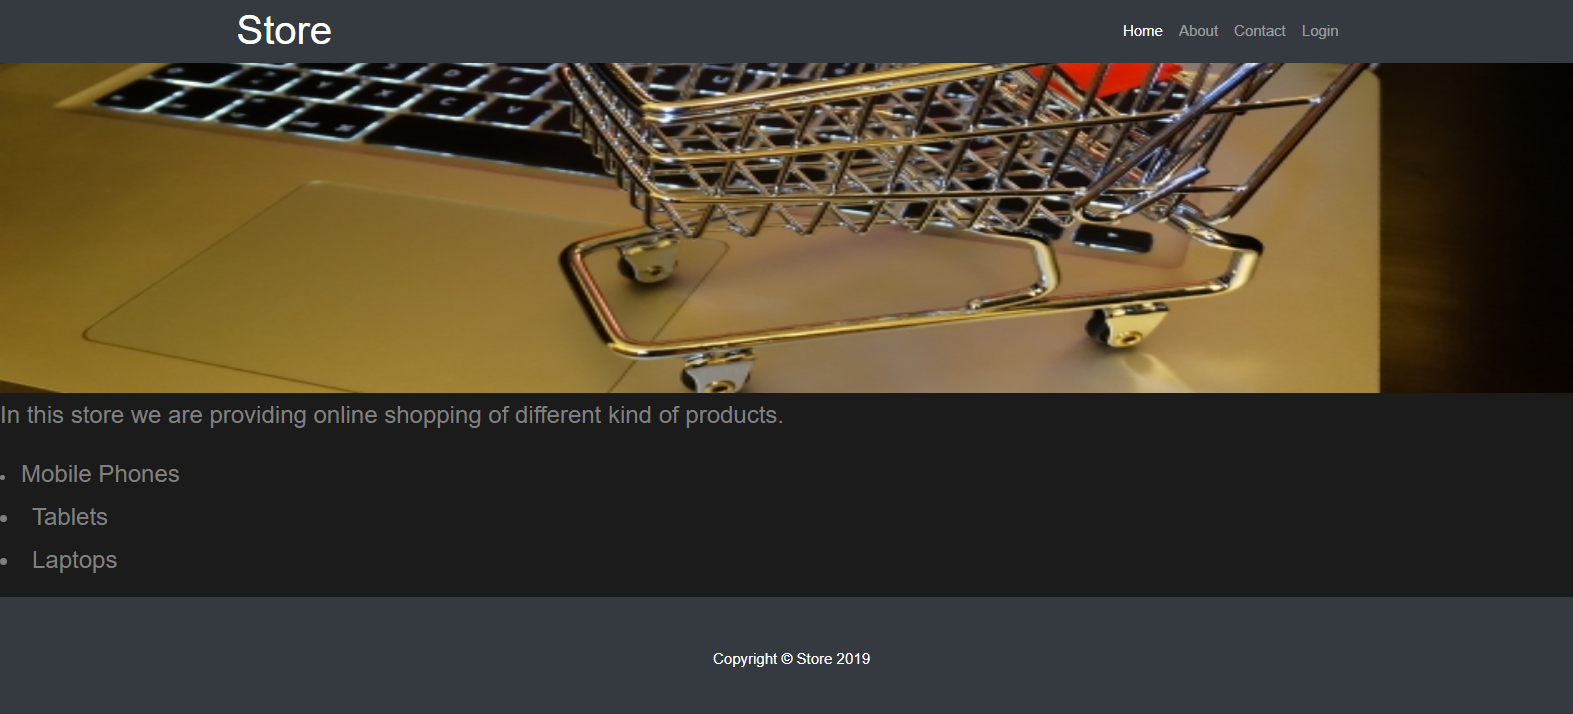 Store
Home About Contact Login
In this store we are providing online shopping of different kind of products.
• Mobile Phones
• Tablets
• Laptops
Copyright © Store 2019